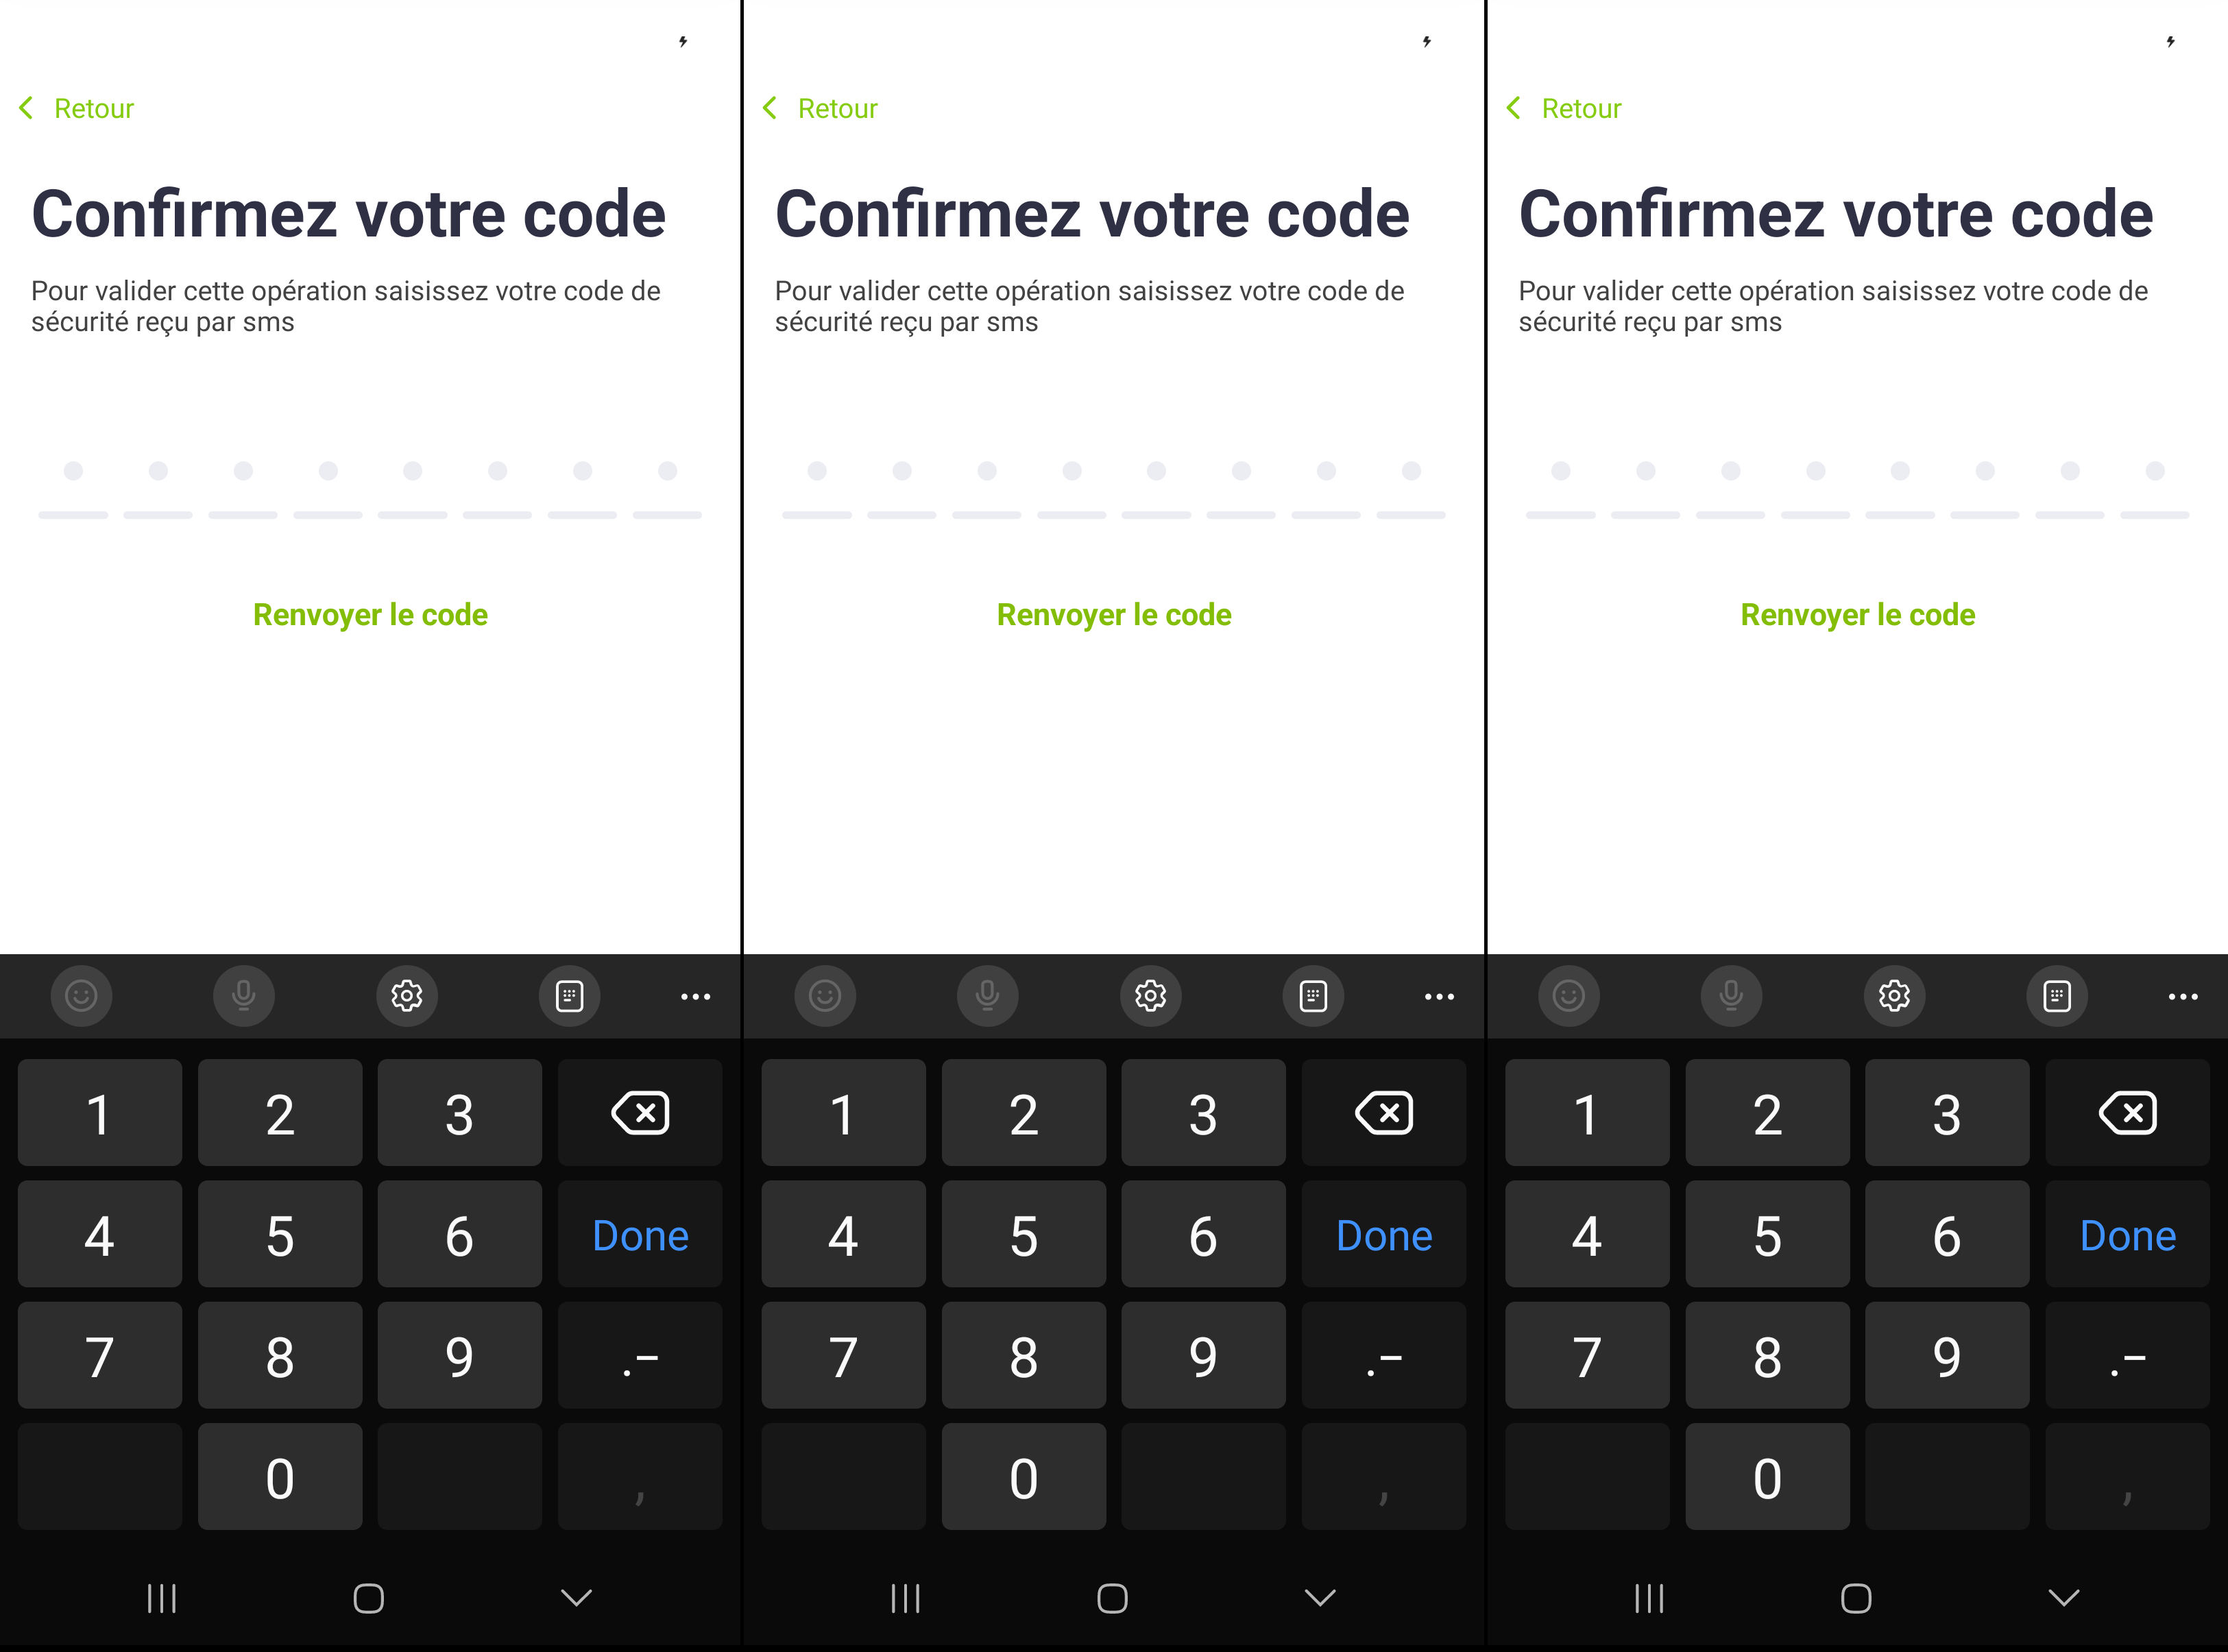 Retour
Confirmez votre code
Pour valider cette opération saisissez votre code de
sécurité reçu par sms
Renvoyer le code
1 2 3
4 5 6 Done
7 8 9 .–
0 ,
Retour
Confirmez votre code
Pour valider cette opération saisissez votre code de
sécurité reçu par sms
Renvoyer le code
1 2 3
4 5 6 Done
7 8 9 .–
0 ,
Retour
Confirmez votre code
Pour valider cette opération saisissez votre code de
sécurité reçu par sms
Renvoyer le code
1 2 3
4 5 6 Done
7 8 9 .–
0 ,